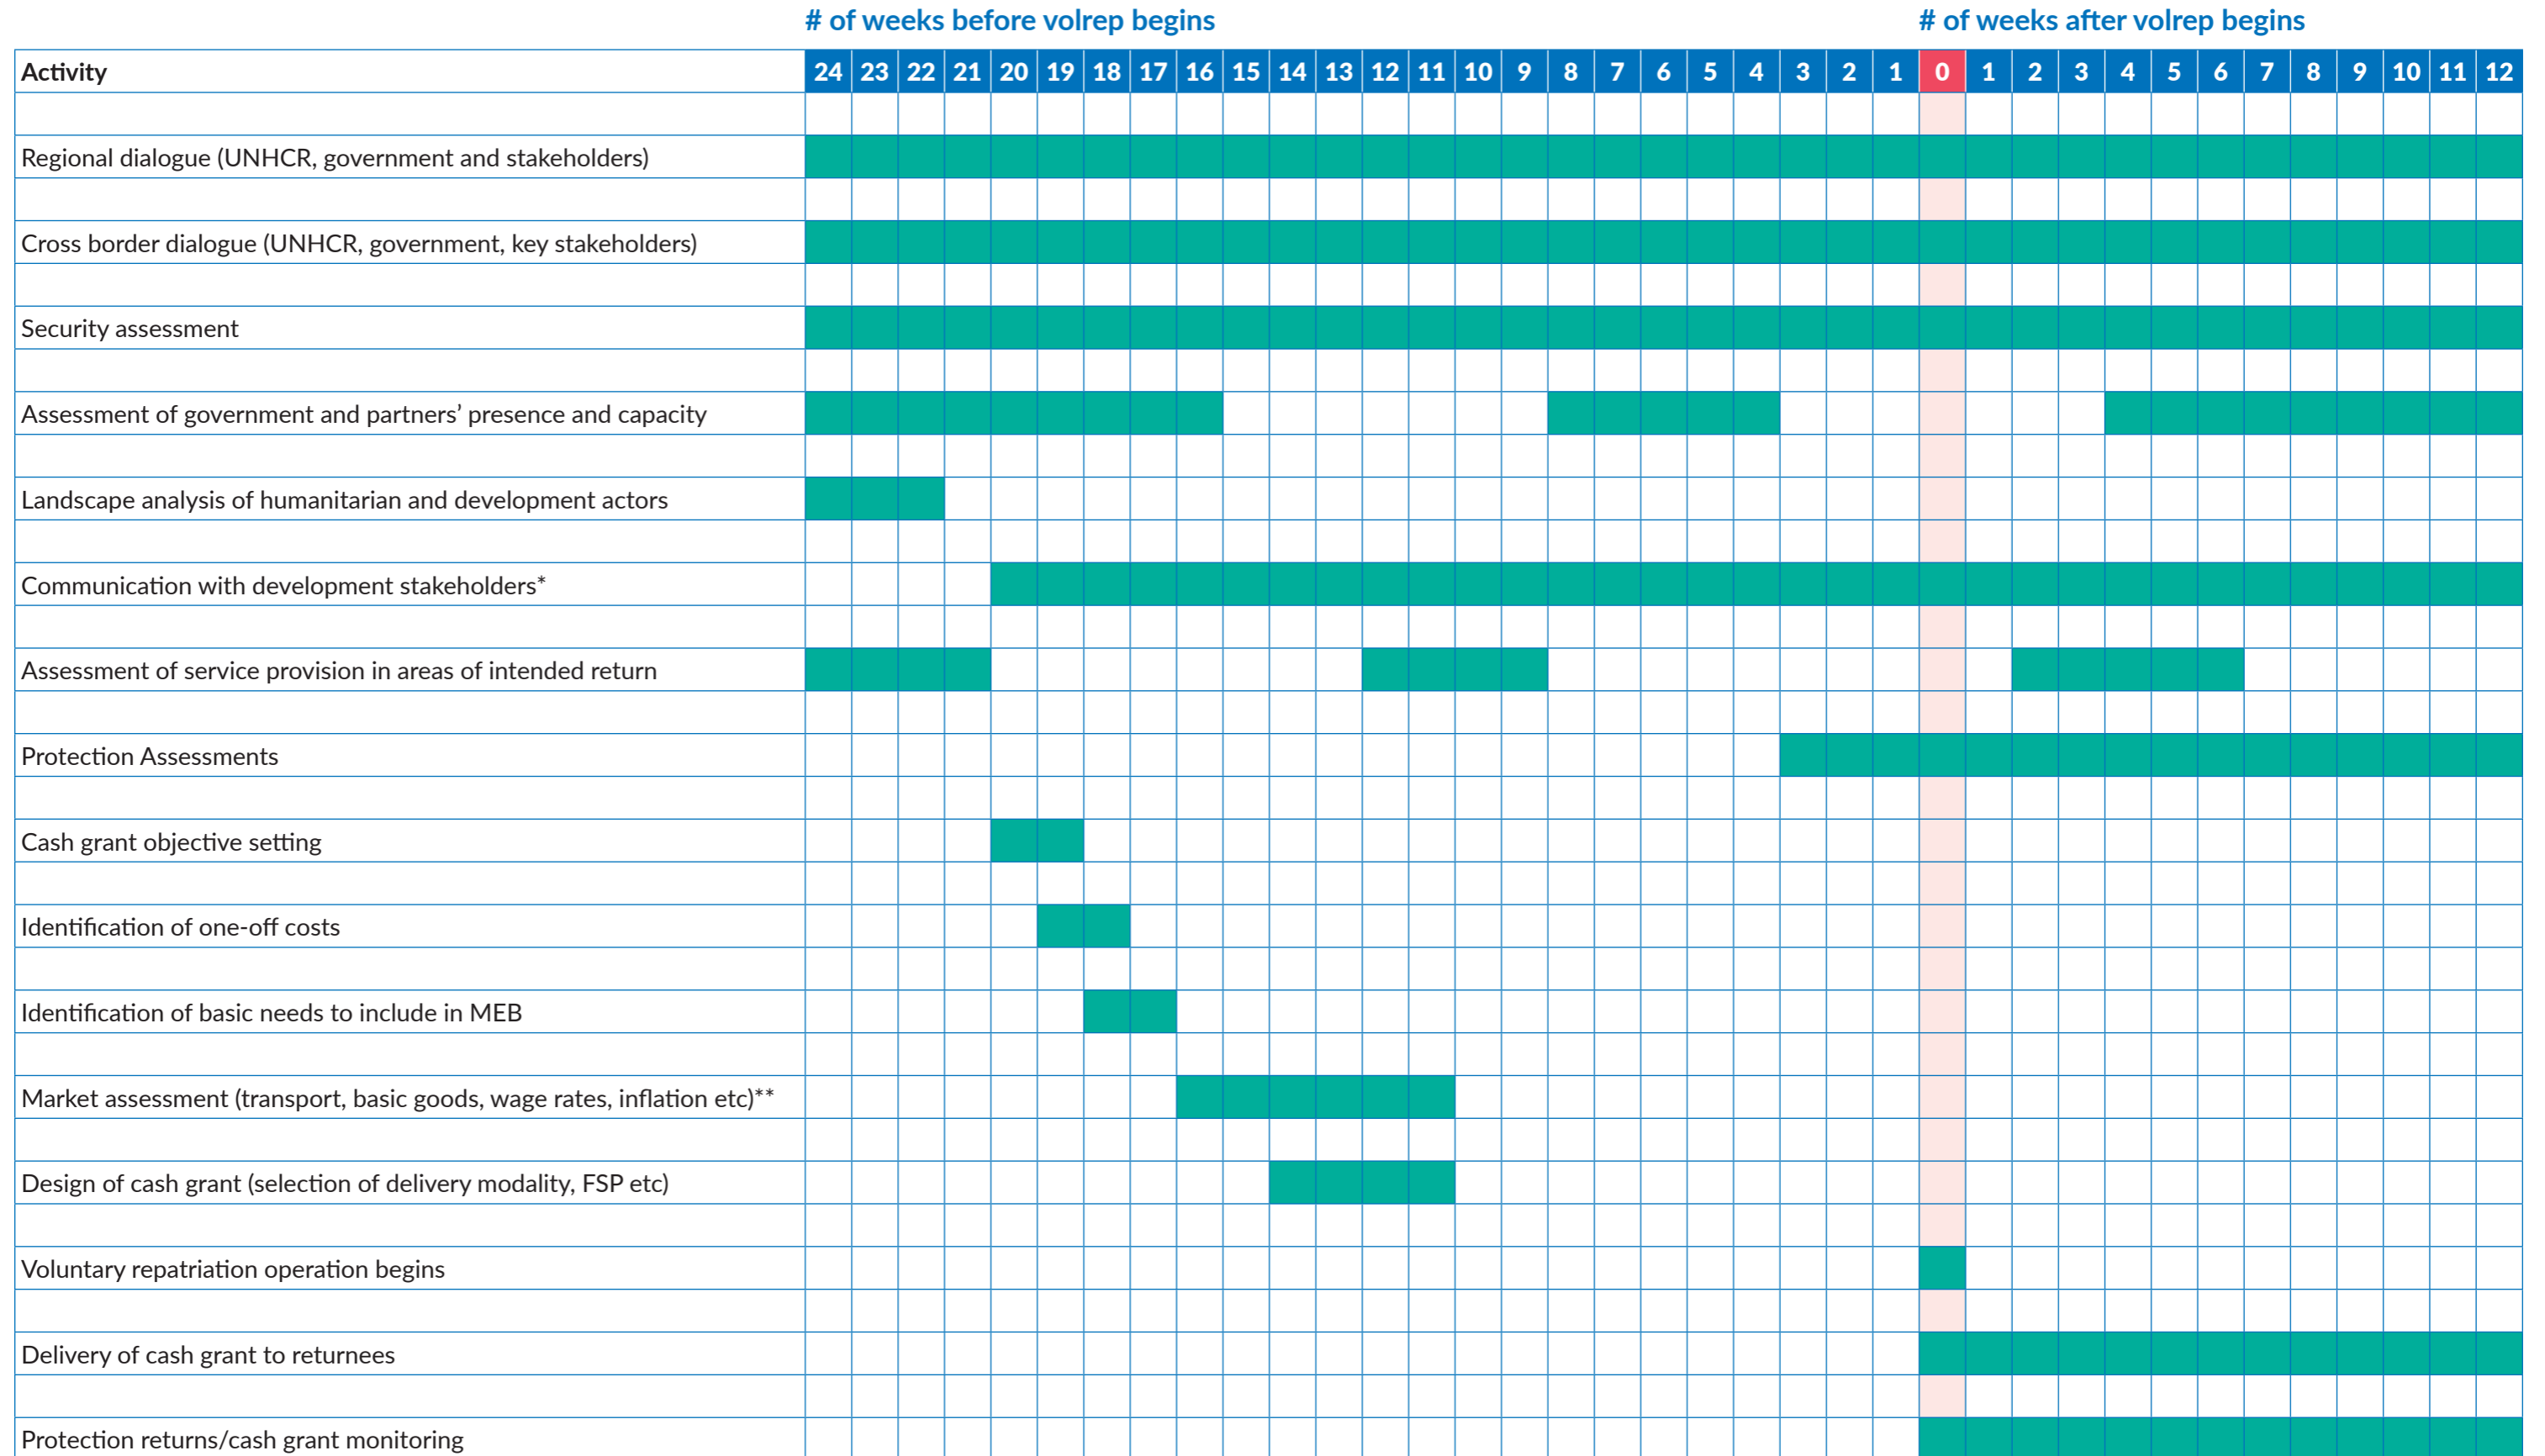 # of weeks before volrep begins # of weeks after volrep begins
Activity 24 23 22 21 20 19 18 17 16 15 14 13 12 11 10 9 8 7 6 5 4 3 2 1 0 1 2 3 4 5 6 7 8 9 10 11 12
Regional dialogue (UNHCR, government and stakeholders)
Cross border dialogue (UNHCR, government, key stakeholders)
Security assessment
Assessment of government and partners’ presence and capacity
Landscape analysis of humanitarian and development actors
Communication with development stakeholders*
Assessment of service provision in areas of intended return
Protection Assessments
Cash grant objective setting
Identification of one-off costs
Identification of basic needs to include in MEB
Market assessment (transport, basic goods, wage rates, inflation etc)**
Design of cash grant (selection of delivery modality, FSP etc)
Voluntary repatriation operation begins
Delivery of cash grant to returnees
Protection returns/cash grant monitoring